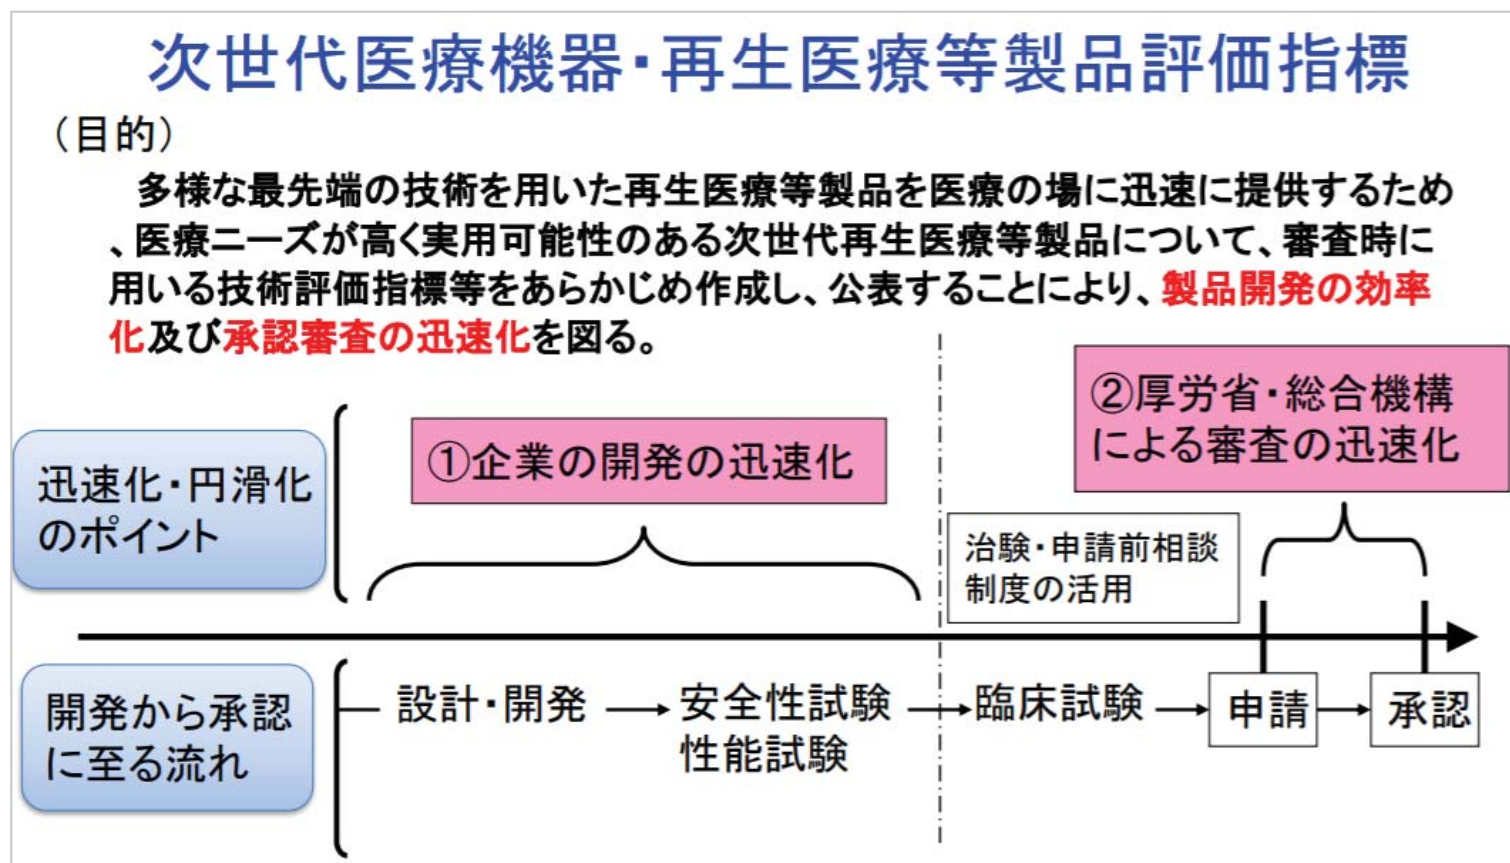 次世代医療機器・再生医療等製品評価指標
（目的）
多様な最先端の技術を用いた再生医療等製品を医療の場に迅速に提供するため
、医療ニーズが高く実用可能性のある次世代再生医療等製品について、審査時に
用いる技術評価指標等をあらかじめ作成し、公表することにより、製品開発の効率
化及び承認審査の迅速化を図る。
迅速化・円滑化
のポイント
①企業の開発の迅速化
②厚労省・総合機構
による審査の迅速化
治験・申請前相談
制度の活用
開発から承認
に至る流れ
設計・開発
安全性試験
性能試験
臨床試験
申請
承認